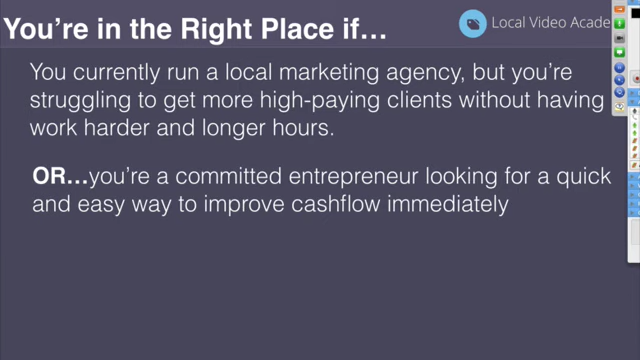 You're in the Right Place if…
Local Video Acade
You currently run a local marketing agency, but you're
struggling to get more high-paying clients without having
work harder and longer hours.
OR…you're a committed entrepreneur looking for a quick
and easy way to improve cashflow immediately